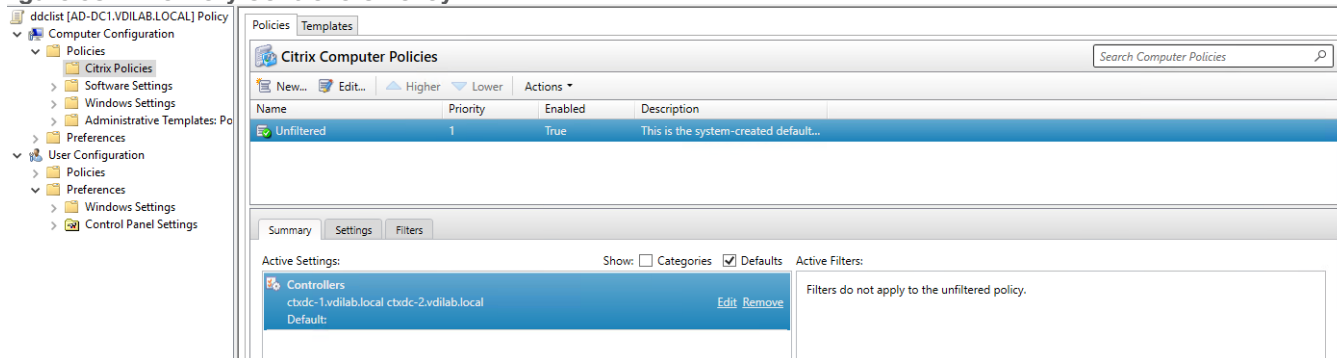 ddclist [AD-DC1.VDILAB.LOCAL] Policy
Computer Configuration
Policies
Citrix Policies
Software Settings
Windows Settings
Administrative Templates: Po
Preferences
User Configuration
Policies
Preferences
Windows Settings
Control Panel Settings
Policies Templates
Citrix Computer Policies
Search Computer Policies
New... Edit... Higher Lower Actions
Name Priority Enabled Description
Unfiltered 1 True This is the system-created default...
Summary Settings Filters
Active Settings: Show: Categories Defaults Active Filters:
Controllers
ctxdc-1.vdilab.local ctxdc-2.vdilab.local Edit Remove
Default:
Filters do not apply to the unfiltered policy.